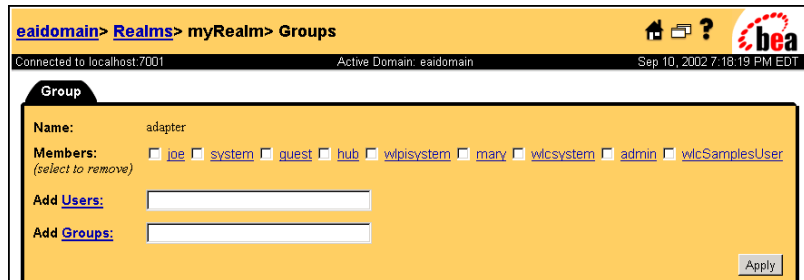 eaidomain> Realms> myRealm> Groups ?
bea
Connected to localhost:7001 Active Domain: eaidomain Sep 10, 2002 7:18:19 PM EDT
Group
Name: adapter
Members: joe system guest hub wlpisystem mary wlcsystem admin wlcSamplesUser
(select to remove)
Add Users:
Add Groups:
Apply